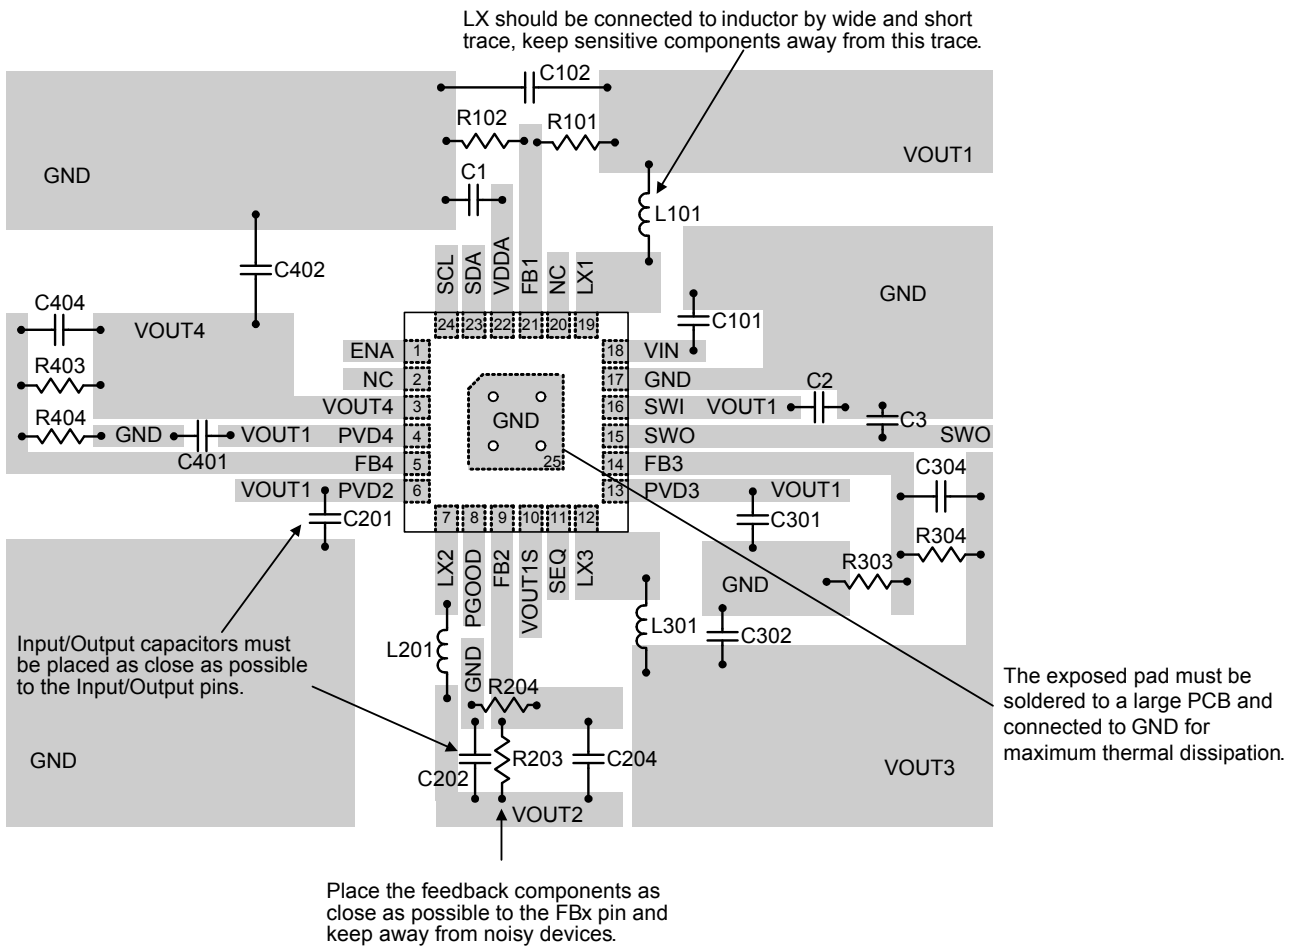 LX should be connected to inductor by wide and short
trace, keep sensitive components away from this trace.
C102
R102
R101
VOUT1
GND
C1
L101
C402
SCL
SDA
VDDA
FB1
NC
LX1
GND
C404
VOUT4
C101
24
23
22
21
20
19
ENA
1
18
VIN
R403
NC
2
17
GND
C2
VOUT4
3
16
SWI
VOUT1
C3
R404
GND
C401
VOUT1
PVD4
4
GND
15
SWO
SWO
FB4
5
25
14
FB3
C304
VOUT1
PVD2
6
13
PVD3
VOUT1
C201
7
8
9
10
11
12
C301
R304
LX2
PGOOD
FB2
VOUT1S
SEQ
LX3
R303
GND
Input/Output capacitors must
be placed as close as possible
to the Input/Output pins.
L201
L301
C302
GND
R204
The exposed pad must be
soldered to a large PCB and
connected to GND for
maximum thermal dissipation.
GND
C202
R203
C204
VOUT3
VOUT2
Place the feedback components as
close as possible to the FBx pin and
keep away from noisy devices.